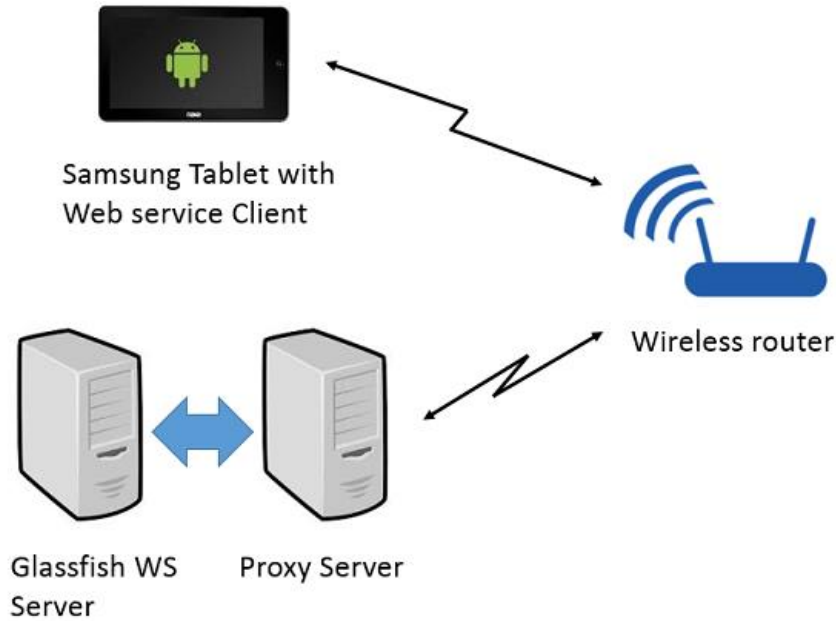 Samsung Tablet with
Web service Client
Wireless router
Glassfish WS
Server
Proxy Server